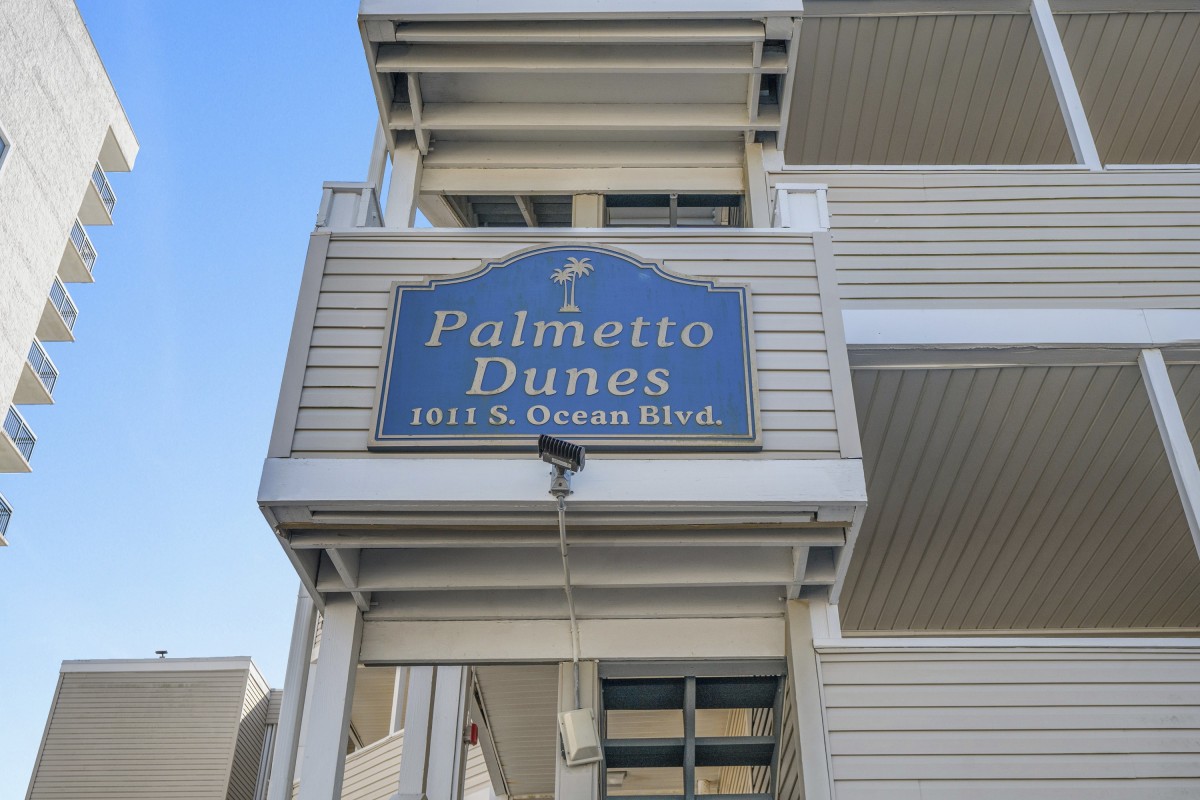 Palmetto
Dunes
1011 S. Ocean Blvd.